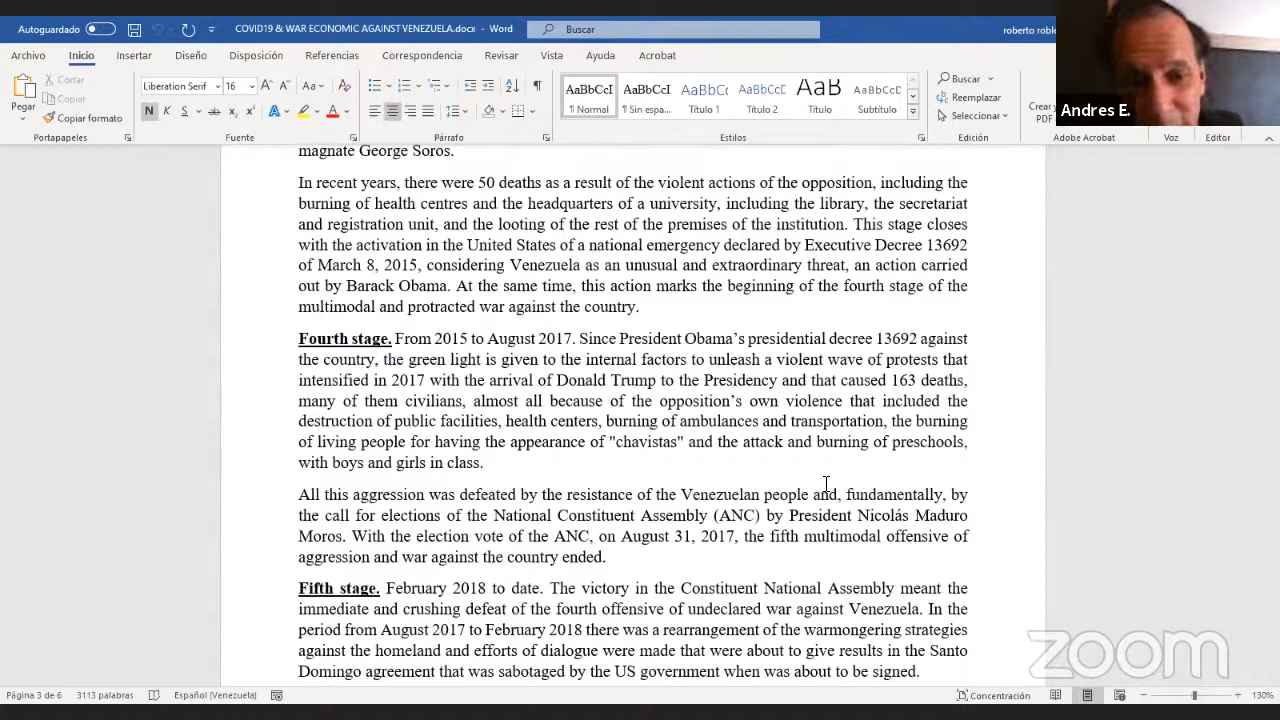 Autoguardado
COVID19 & WAR ECONOMIC AGAINST VENEZUELA.docx - Word
Buscar
roberto roble
Archivo Inicio Insertar Diseño Disposición Referencias Correspondencia Revisar Vista Ayuda Acrobat
Pegar
Cortar
Copiar
Copiar formato
Portapapeles
Liberation Serif 16
N K S
Fuente
Párrafo
AaBbCcI AaBbCcI AaBbC AaBbCcI AaB AaBbCcI
¶ Normal ¶ Sin espa... Título 1 Título 2 Título Subtítulo
Estilos
Buscar
Reemplazar
Seleccionar
Edición
Crear y
PDF
Adobe Acrobat
Voz
Editor
Andres E.
magnate George Soros.
In recent years, there were 50 deaths as a result of the violent actions of the opposition, including the
burning of health centres and the headquarters of a university, including the library, the secretariat
and registration unit, and the looting of the rest of the premises of the institution. This stage closes
with the activation in the United States of a national emergency declared by Executive Decree 13692
of March 8, 2015, considering Venezuela as an unusual and extraordinary threat, an action carried
out by Barack Obama. At the same time, this action marks the beginning of the fourth stage of the
multimodal and protracted war against the country.
Fourth stage. From 2015 to August 2017. Since President Obama's presidential decree 13692 against
the country, the green light is given to the internal factors to unleash a violent wave of protests that
intensified in 2017 with the arrival of Donald Trump to the Presidency and that caused 163 deaths,
many of them civilians, almost all because of the opposition's own violence that included the
destruction of public facilities, health centers, burning of ambulances and transportation, the burning
of living people for having the appearance of "chavistas" and the attack and burning of preschools,
with boys and girls in class.
All this aggression was defeated by the resistance of the Venezuelan people and, fundamentally, by
the call for elections of the National Constituent Assembly (ANC) by President Nicolás Maduro
Moros. With the election vote of the ANC, on August 31, 2017, the fifth multimodal offensive of
aggression and war against the country ended.
Fifth stage. February 2018 to date. The victory in the Constituent National Assembly meant the
immediate and crushing defeat of the fourth offensive of undeclared war against Venezuela. In the
period from August 2017 to February 2018 there was a rearrangement of the warmongering strategies
against the homeland and efforts of dialogue were made that were about to give results in the Santo
Domingo agreement that was sabotaged by the US government when was about to be signed.
zoom
Página 3 de 6 3113 palabras Español (Venezuela) Concentración 130%